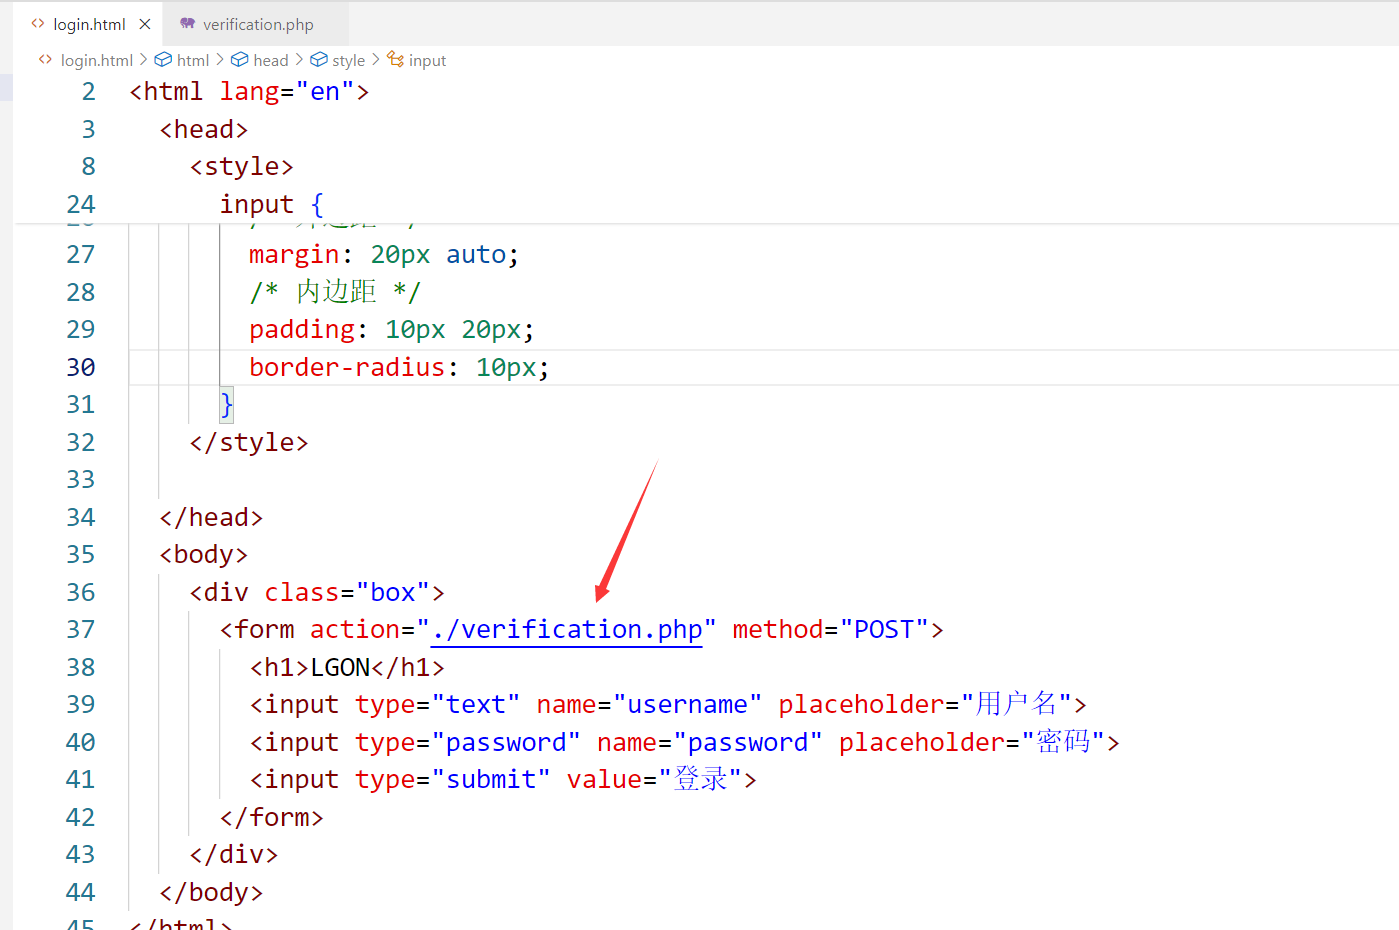 login.html verification.php
login.html > html > head > style > input
2 <html lang="en">
3 <head>
8 <style>
24 input {
27 margin: 20px auto;
28 /* 内边距 */
29 padding: 10px 20px;
30 border-radius: 10px;
31 }
32 </style>
33
34 </head>
35 <body>
36 <div class="box">
37 <form action="./verification.php" method="POST">
38 <h1>LGON</h1>
39 <input type="text" name="username" placeholder="用户名">
40 <input type="password" name="password" placeholder="密码">
41 <input type="submit" value="登录">
42 </form>
43 </div>
44 </body>
45 </html>